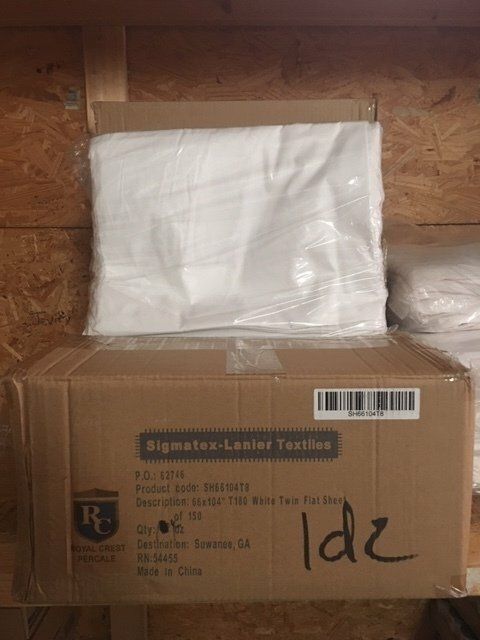 SH66104T8
Sigmatex-Lanier Textiles
P.O.: 62746
Product code: SH66104T8
Description: 66x104" T180 White Twin Flat Sheet
of 150
Qty: dz
Destination: Suwanee, GA
RN: 54455
Made in China
RC
ROYAL CREST
PERCALE
1dz